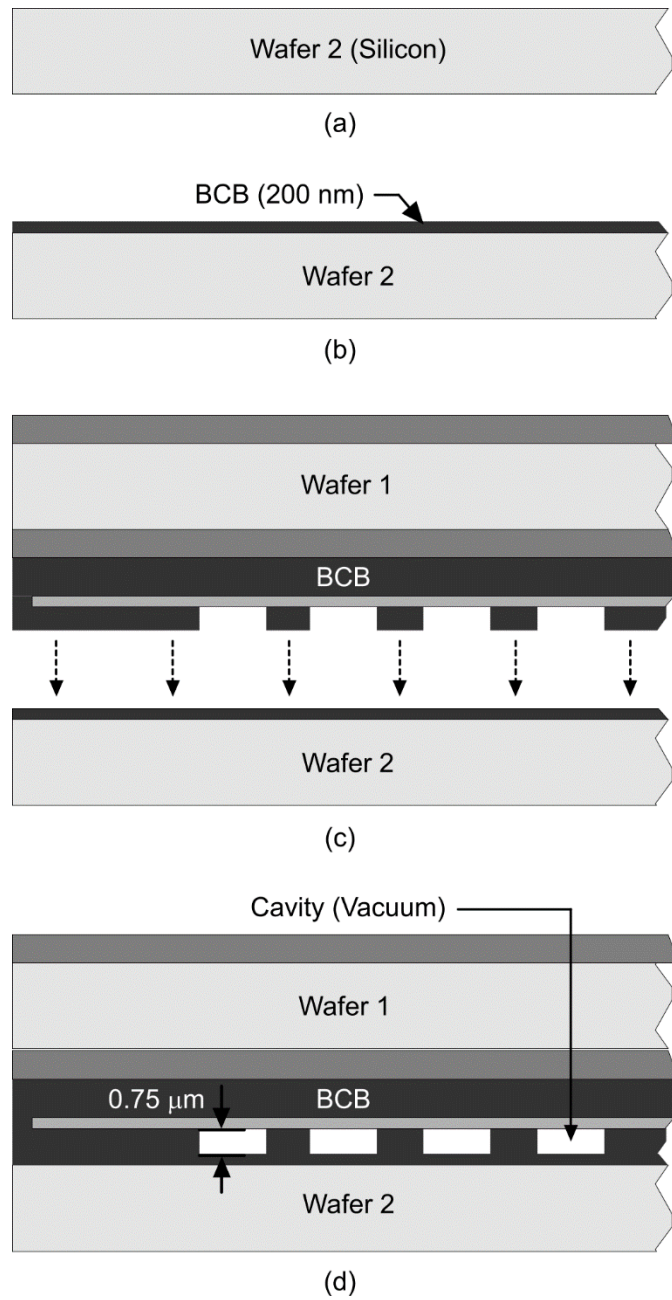 Wafer 2 (Silicon)
(a)
BCB (200 nm)
Wafer 2
(b)
Wafer 1
BCB
Wafer 2
(c)
Cavity (Vacuum)
Wafer 1
0.75 μm
BCB
Wafer 2
(d)